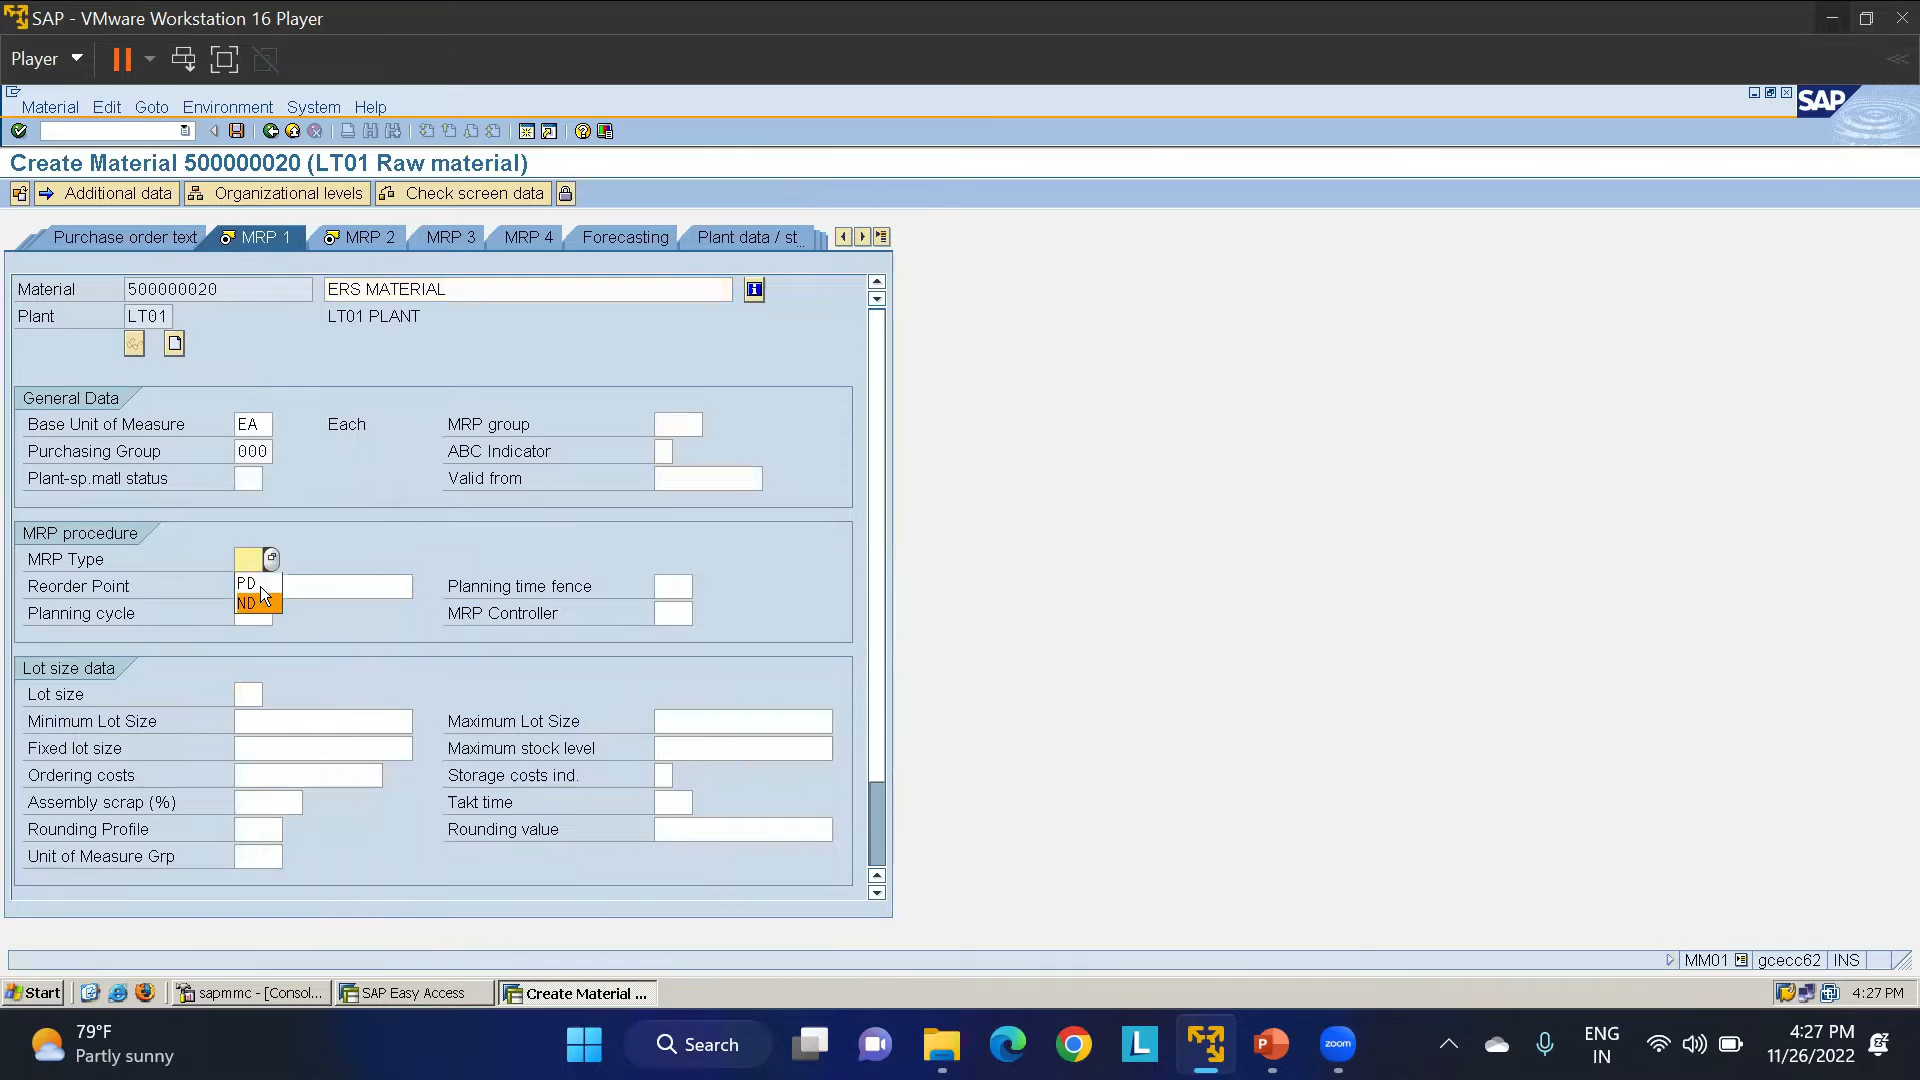 SAP - VMware Workstation 16 Player
Player
Material Edit Goto Environment System Help
SAP
Create Material 500000020 (LT01 Raw material)
Additional data Organizational levels Check screen data
Purchase order text MRP 1 MRP 2 MRP 3 MRP 4 Forecasting Plant data / st...
Material 500000020 ERS MATERIAL
Plant LT01 LT01 PLANT
General Data
Base Unit of Measure EA Each MRP group
Purchasing Group 000 ABC Indicator
Plant-sp.matl status Valid from
MRP procedure
MRP Type
PD
Reorder Point Planning time fence
ND
Planning cycle MRP Controller
Lot size data
Lot size
Minimum Lot Size Maximum Lot Size
Fixed lot size Maximum stock level
Ordering costs Storage costs ind.
Assembly scrap (%) Takt time
Rounding Profile Rounding value
Unit of Measure Grp
MM01 gcecc62 INS
Start sapmmc - [Consol... SAP Easy Access Create Material ... 4:27 PM
79°F
Partly sunny
Search
L
P
zoom
ENG
IN
4:27 PM
11/26/2022